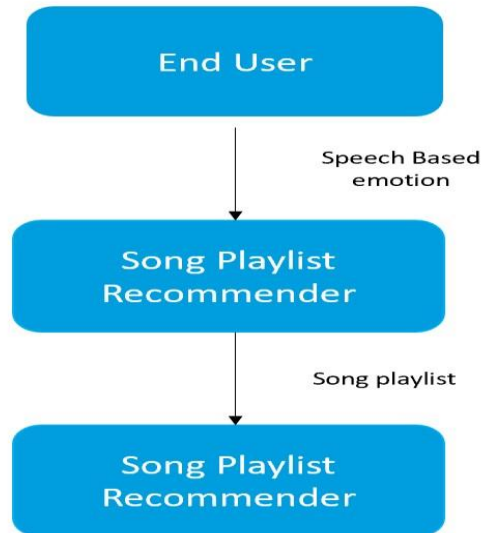 End User
Speech Based
emotion
Song Playlist
Recommender
Song playlist
Song Playlist
Recommender